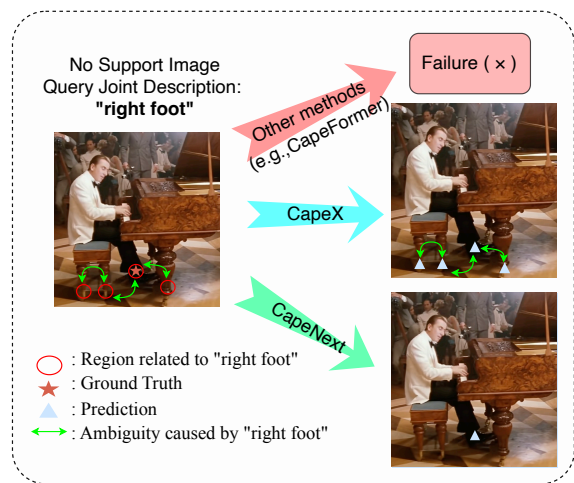 No Support Image
Query Joint Description:
"right foot"
Other methods
(e.g.,CapeFormer)
Failure ( × )
CapeX
CapeNext
: Region related to "right foot"
: Ground Truth
: Prediction
: Ambiguity caused by "right foot"